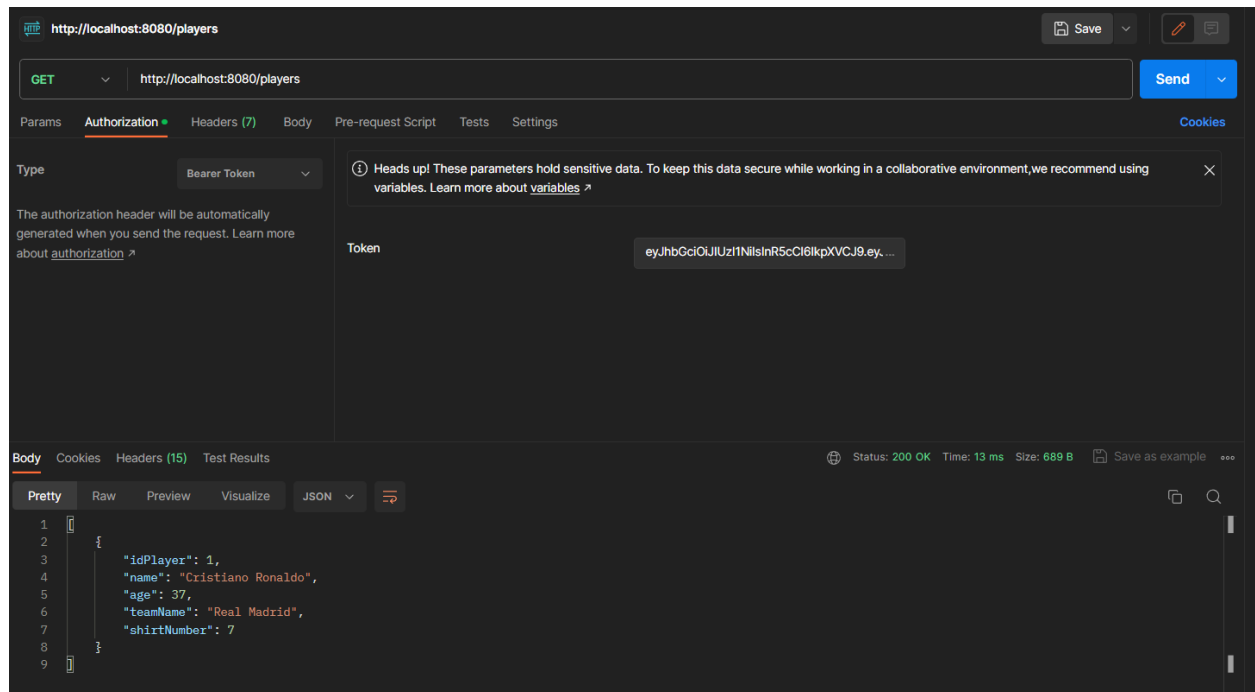 HTTP http://localhost:8080/players Save
GET http://localhost:8080/players Send
Params Authorization Headers (7) Body Pre-request Script Tests Settings Cookies
Type Bearer Token
The authorization header will be automatically
generated when you send the request. Learn more
about authorization ↗
Heads up! These parameters hold sensitive data. To keep this data secure while working in a collaborative environment,we recommend using
variables. Learn more about variables ↗
Token eyJhbGciOiJIUzI1NiIsInR5cCI6IkpXVCJ9.ey. ...
Body Cookies Headers (15) Test Results Status: 200 OK Time: 13 ms Size: 689 B Save as example
Pretty Raw Preview Visualize JSON
1 [
2 {
3 "idPlayer": 1,
4 "name": "Cristiano Ronaldo",
5 "age": 37,
6 "teamName": "Real Madrid",
7 "shirtNumber": 7
8 }
9 ]